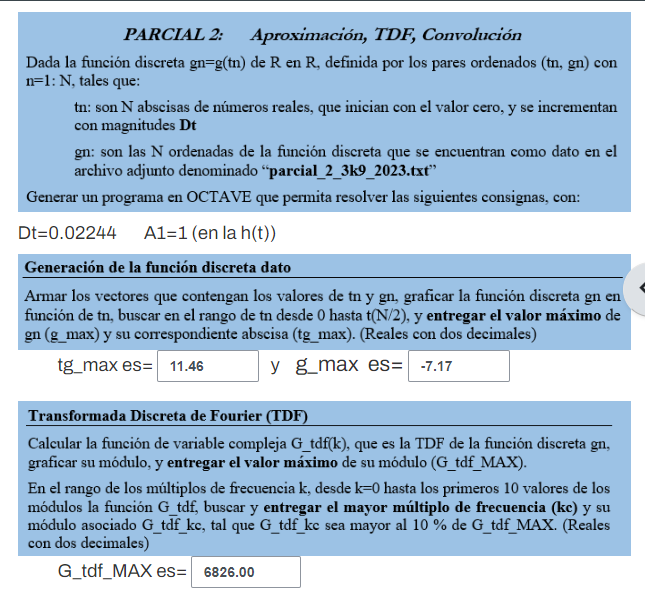 PARCIAL 2: Aproximación, TDF, Convolución
Dada la función discreta gn=g(tn) de R en R, definida por los pares ordenados (tn, gn) con
n=1: N, tales que:
tn: son N abscisas de números reales, que inician con el valor cero, y se incrementan
con magnitudes Dt
gn: son las N ordenadas de la función discreta que se encuentran como dato en el
archivo adjunto denominado “parcial_2_3k9_2023.txt”
Generar un programa en OCTAVE que permita resolver las siguientes consignas, con:
Dt=0.02244 A1=1 (en la h(t))
Generación de la función discreta dato
Armar los vectores que contengan los valores de tn y gn, graficar la función discreta gn en
función de tn, buscar en el rango de tn desde 0 hasta t(N/2), y entregar el valor máximo de
gn (g_max) y su correspondiente abscisa (tg_max). (Reales con dos decimales)
tg_max es= 11.46 y g_max es= -7.17
Transformada Discreta de Fourier (TDF)
Calcular la función de variable compleja G_tdf(k), que es la TDF de la función discreta gn,
graficar su módulo, y entregar el valor máximo de su módulo (G_tdf_MAX).
En el rango de los múltiplos de frecuencia k, desde k=0 hasta los primeros 10 valores de los
módulos la función G_tdf, buscar y entregar el mayor múltiplo de frecuencia (kc) y su
módulo asociado G_tdf_kc, tal que G_tdf_kc sea mayor al 10 % de G_tdf_MAX. (Reales
con dos decimales)
G_tdf_MAX es= 6826.00